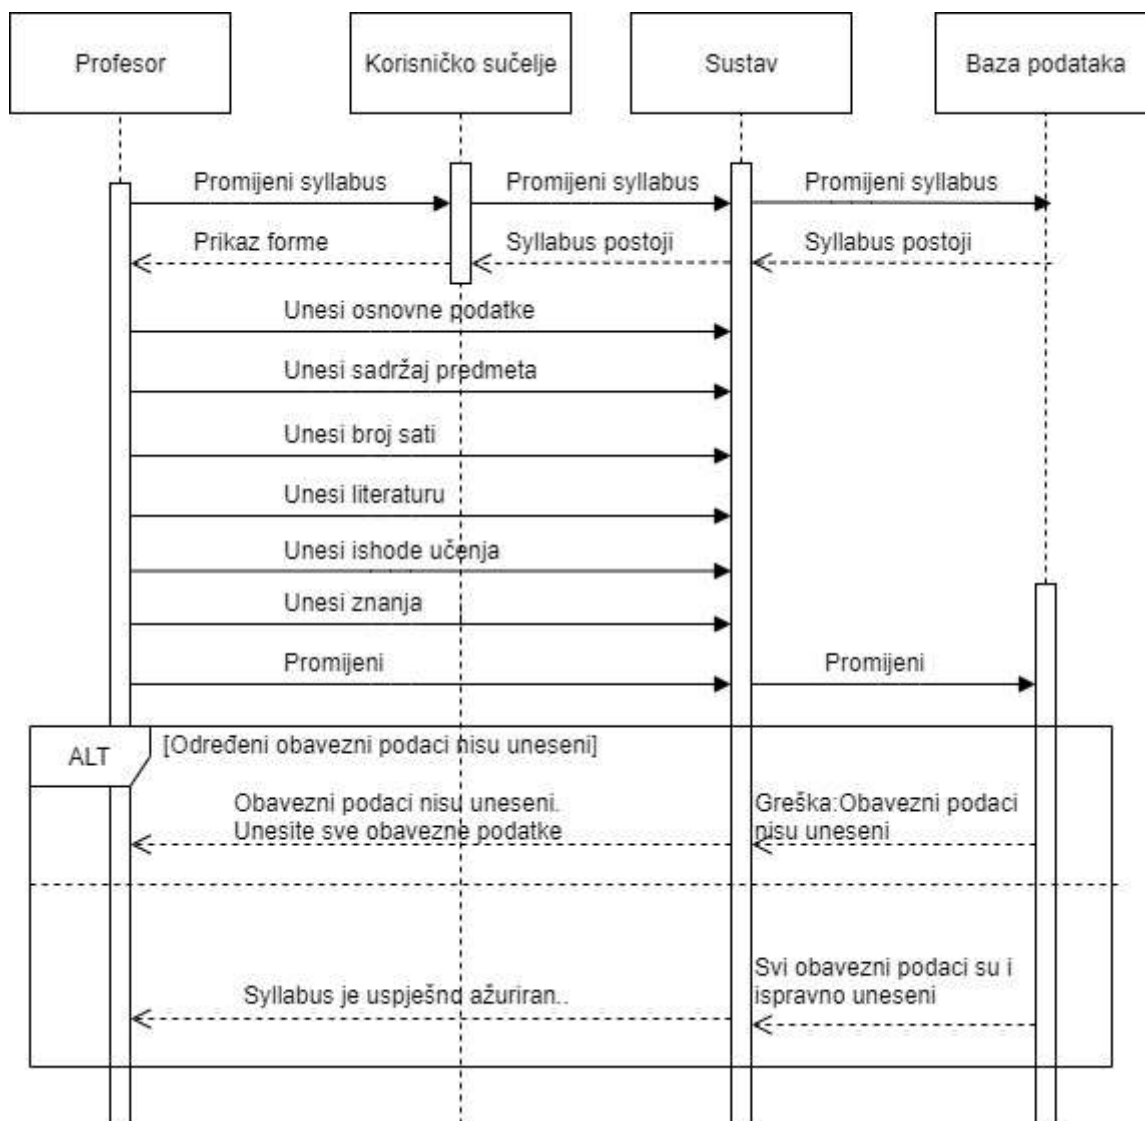 Profesor
Korisničko sučelje
Sustav
Baza podataka
Promijeni syllabus
Promijeni syllabus
Promijeni syllabus
Prikaz forme
Syllabus postoji
Syllabus postoji
Unesi osnovne podatke
Unesi sadržaj predmeta
Unesi broj sati
Unesi literaturu
Unesi ishode učenja
Unesi znanja
Promijeni
Promijeni
ALT
[Određeni obavezni podaci nisu uneseni]
Obavezni podaci nisu uneseni.
Unesite sve obavezne podatke
Greška:Obavezni podaci
nisu uneseni
Svi obavezni podaci su i
ispravno uneseni
Syllabus je uspješno ažuriran..